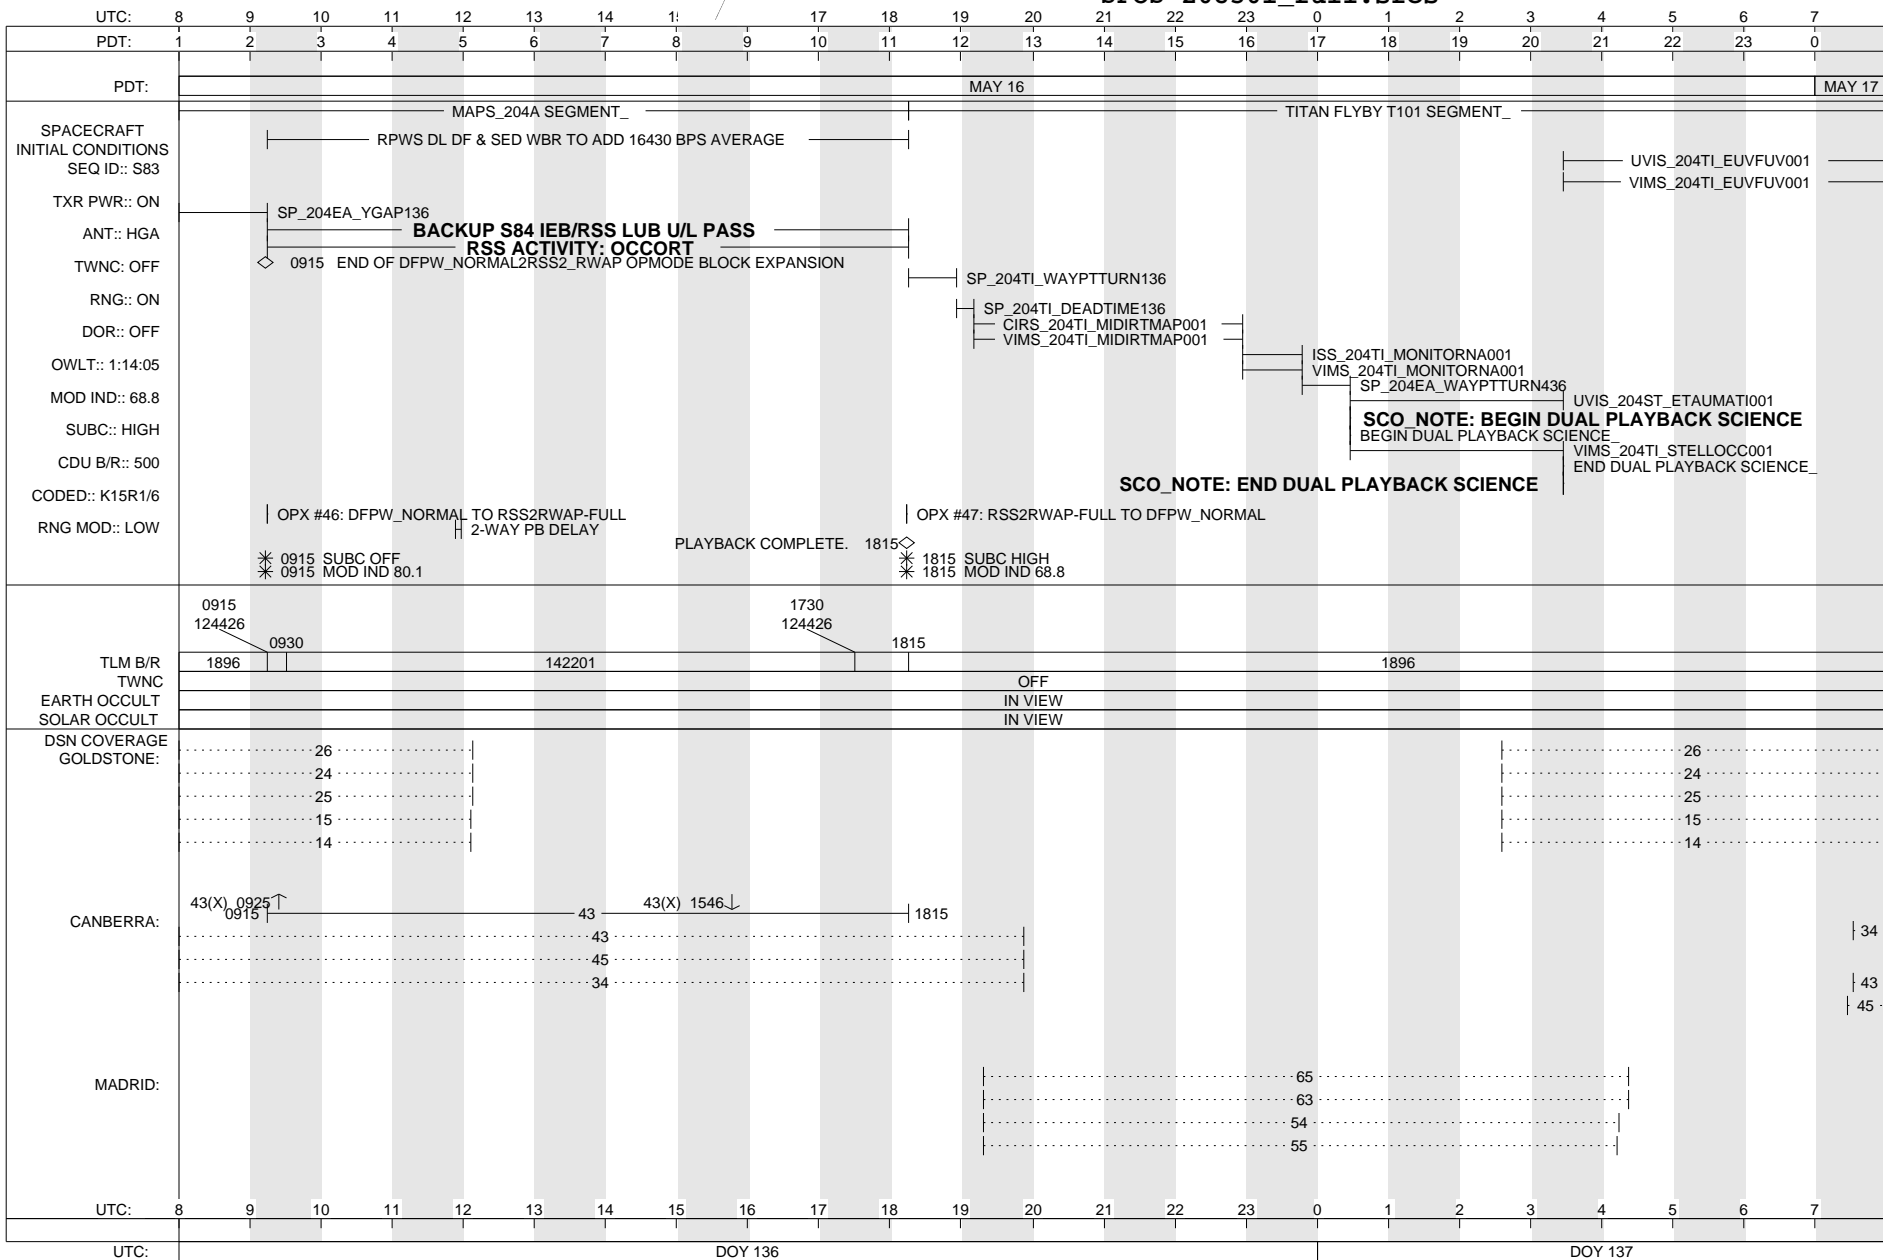 UTC: 8 9 10 11 12 13 14 17 18 19 20 21 22 23 0 1 2 3 4 5 6 7
PDT: 1 2 3 4 5 6 7 8 9 10 11 12 13 14 15 16 17 18 19 20 21 22 23 0
PDT: MAY 16 MAY 17
MAPS_204A SEGMENT_ TITAN FLYBY T101 SEGMENT_
SPACECRAFT
INITIAL CONDITIONS
RPWS DL DF & SED WBR TO ADD 16430 BPS AVERAGE
SEQ ID:: S83
UVIS_204TI_EUVFUV001
VIMS_204TI_EUVFUV001
TXR PWR:: ON
SP_204EA_YGAP136
ANT:: HGA
BACKUP S84 IEB/RSS LUB U/L PASS
RSS ACTIVITY: OCCORT
TWNC: OFF
0915 END OF DFPW_NORMAL2RSS2_RWAP OPMODE BLOCK EXPANSION
SP_204TI_WAYPTTURN136
RNG:: ON
SP_204TI_DEADTIME136
DOR:: OFF
CIRS_204TI_MIDIRTMAP001
VIMS_204TI_MIDIRTMAP001
OWLT:: 1:14:05
ISS_204TI_MONITORNA001
VIMS_204TI_MONITORNA001
SP_204EA_WAYPTTURN436
MOD IND:: 68.8
UVIS_204ST_ETAUMATI001
SCO_NOTE: BEGIN DUAL PLAYBACK SCIENCE
SUBC:: HIGH
BEGIN DUAL PLAYBACK SCIENCE_
VIMS_204TI_STELLOCC001
CDU B/R:: 500
END DUAL PLAYBACK SCIENCE_
SCO_NOTE: END DUAL PLAYBACK SCIENCE
CODED:: K15R1/6
OPX #46: DFPW_NORMAL TO RSS2RWAP-FULL OPX #47: RSS2RWAP-FULL TO DFPW_NORMAL
RNG MOD:: LOW
2-WAY PB DELAY
PLAYBACK COMPLETE. 1815
0915 SUBC OFF 1815 SUBC HIGH
0915 MOD IND 80.1 1815 MOD IND 68.8
0915 1730
124426 124426
0930 1815
TLM B/R 1896 142201 1896
TWNC OFF
EARTH OCCULT IN VIEW
SOLAR OCCULT IN VIEW
DSN COVERAGE
GOLDSTONE:
26 26
24 24
25 25
15 15
14 14
CANBERRA:
43(X) 0925 43(X) 1546
0915 43 1815
43 34
45
34 43
45
MADRID:
65
63
54
55
UTC: 8 9 10 11 12 13 14 15 16 17 18 19 20 21 22 23 0 1 2 3 4 5 6 7
UTC: DOY 136 DOY 137